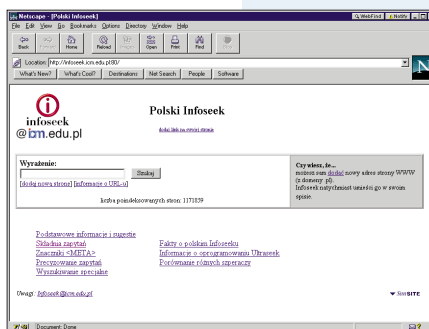 Netscape - [Polski Infoseek]
WebFind
Notify
File Edit View Go Bookmarks Options Directory Window Help
Back
Home
Reload
Open
Print
Find
Location: http://infoseek.icm.edu.pl:80/
What's New? What's Cool? Destinations Net Search People Software
N
infoseek
@icm.edu.pl
Polski Infoseek
dodaj link na swojej stronie
Wyrażenie:
Szukaj
[dodaj nową stronę] [informacje o URL-u]
liczba poindeksowanych stron: 1171859
Czy wiesz, że...
możesz sam dodać nowy adres strony WWW
(z domeny .pl).
Infoseek natychmiast umieści go w swoim
spisie.
Podstawowe informacje i sugestie
Składnia zapytań
Znaczniki <META>
Precyzowanie zapytań
Wyszukiwanie specjalne
Fakty o polskim Infoseeku
Informacje o oprogramowaniu Ultraseek
Porównanie różnych szperaczy
Uwagi: Infoseek@icm.edu.pl
SunSITE
Document: Done